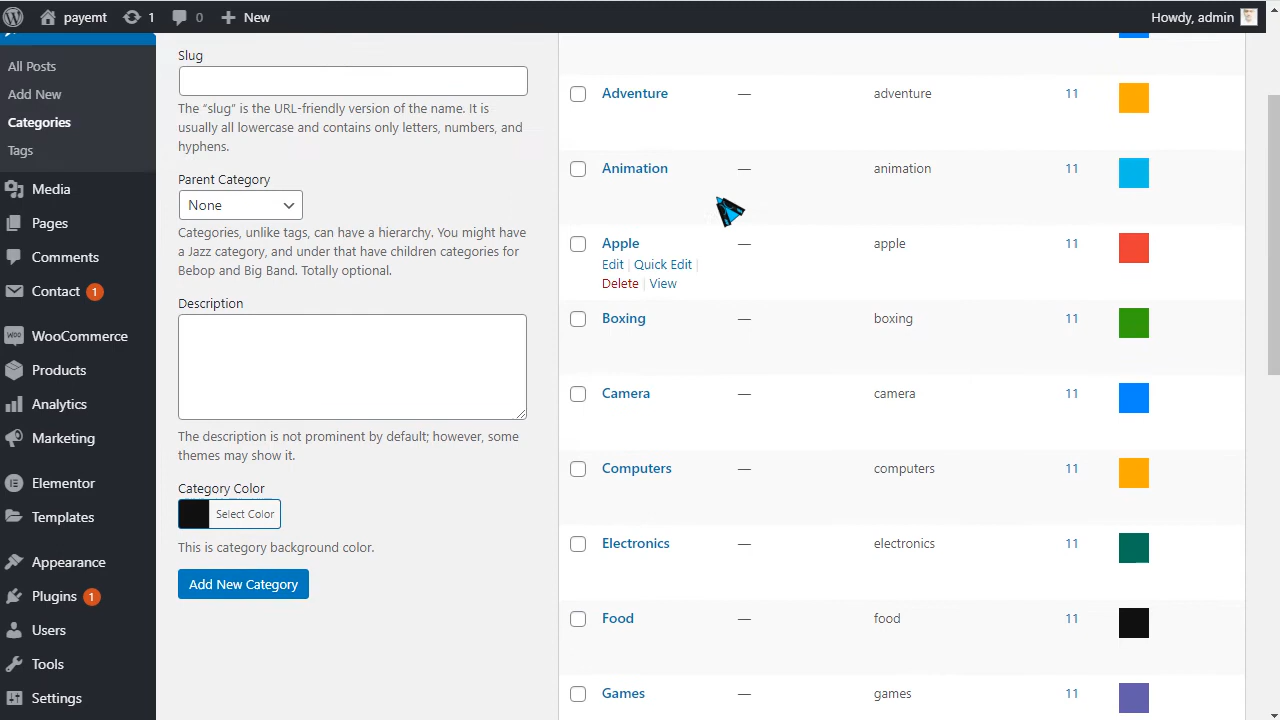 payemt
1
0
New
Howdy, admin
All Posts
Add New
Categories
Tags
Media
Pages
Comments
Contact 1
WooCommerce
Products
Analytics
Marketing
Elementor
Templates
Appearance
Plugins 1
Users
Tools
Settings
Slug
The “slug” is the URL-friendly version of the name. It is
usually all lowercase and contains only letters, numbers, and
hyphens.
Parent Category
None
Categories, unlike tags, can have a hierarchy. You might have
a Jazz category, and under that have children categories for
Bebop and Big Band. Totally optional.
Description
The description is not prominent by default; however, some
themes may show it.
Category Color
Select Color
This is category background color.
Add New Category
Adventure — adventure 11
Animation — animation 11
Apple — apple 11
Edit | Quick Edit |
Delete | View
Boxing — boxing 11
Camera — camera 11
Computers — computers 11
Electronics — electronics 11
Food — food 11
Games — games 11